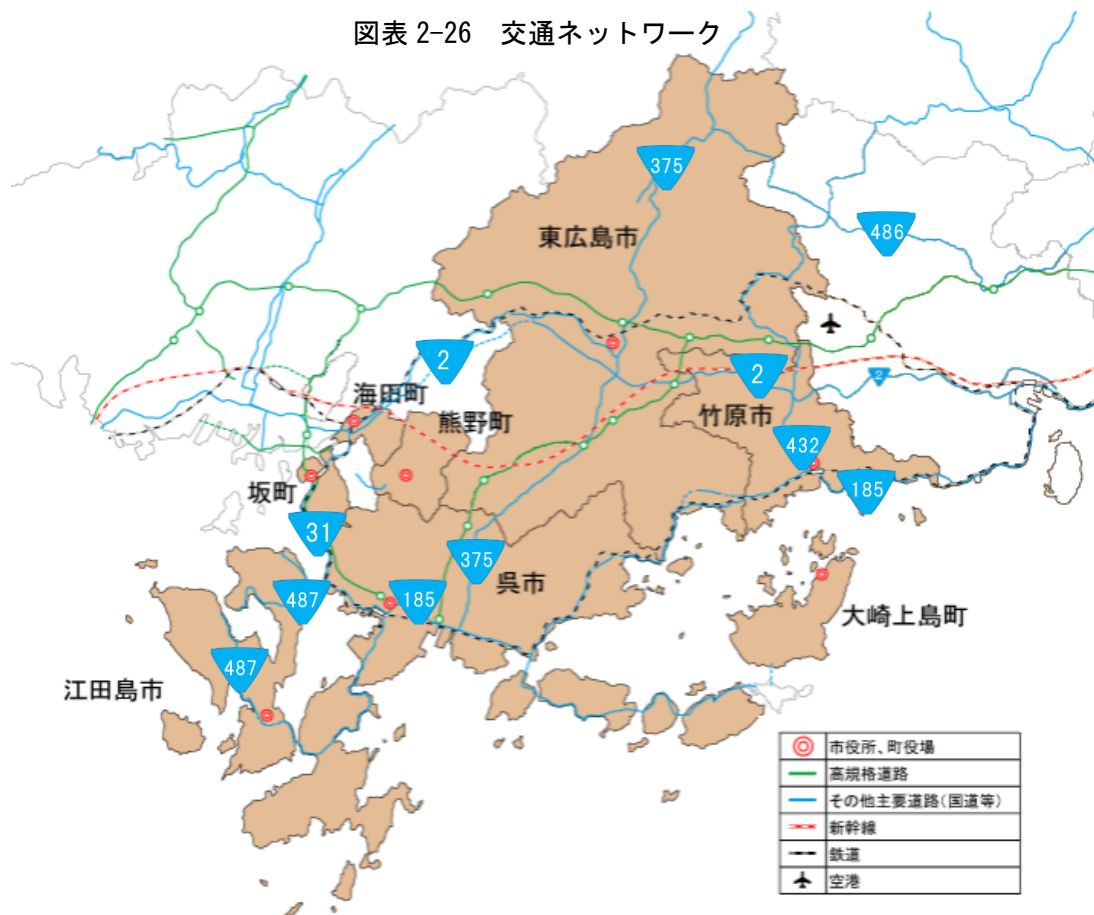 図表 2-26 交通ネットワーク
375
東広島市
486
2
2
2
海田町
熊野町
竹原市
432
坂町
185
31
375
呉市
487
185
大崎上島町
487
江田島市
市役所、町役場
高規格道路
その他主要道路(国道等)
新幹線
鉄道
空港